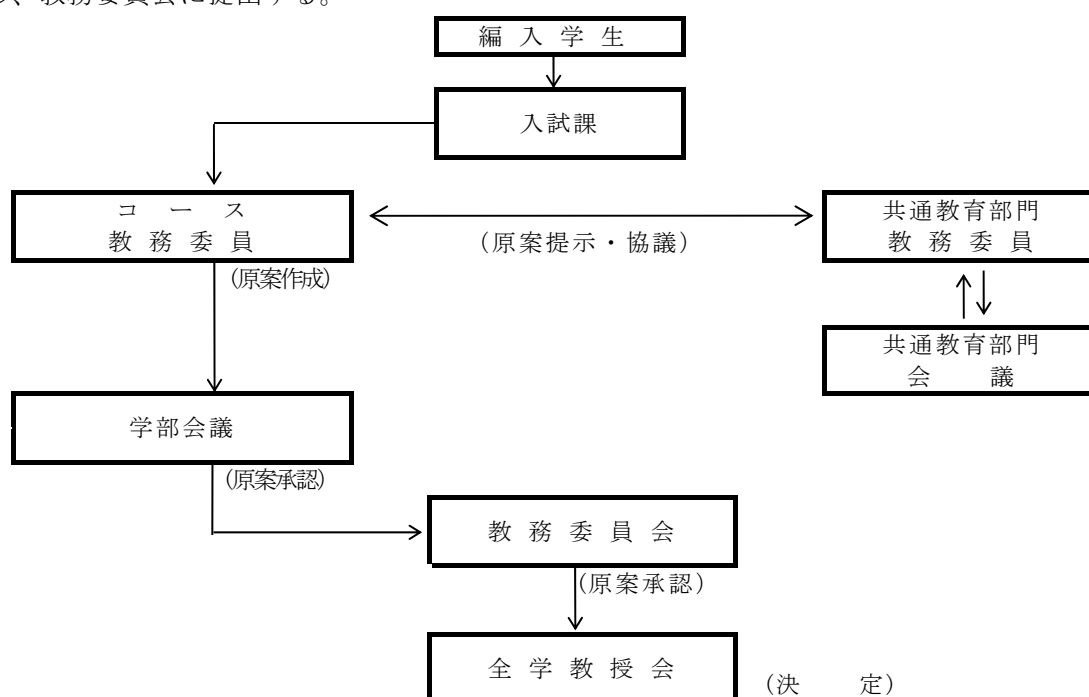 、教務委員会に提出する。
編 入 学 生
入試課
コ ー ス
教 務 委 員
共通教育部門
教 務 委 員
(原案提示・協議)
(原案作成)
共通教育部門
会 議
学部会議
(原案承認)
教 務 委 員 会
(原案承認)
全 学 教 授 会
(決 定)